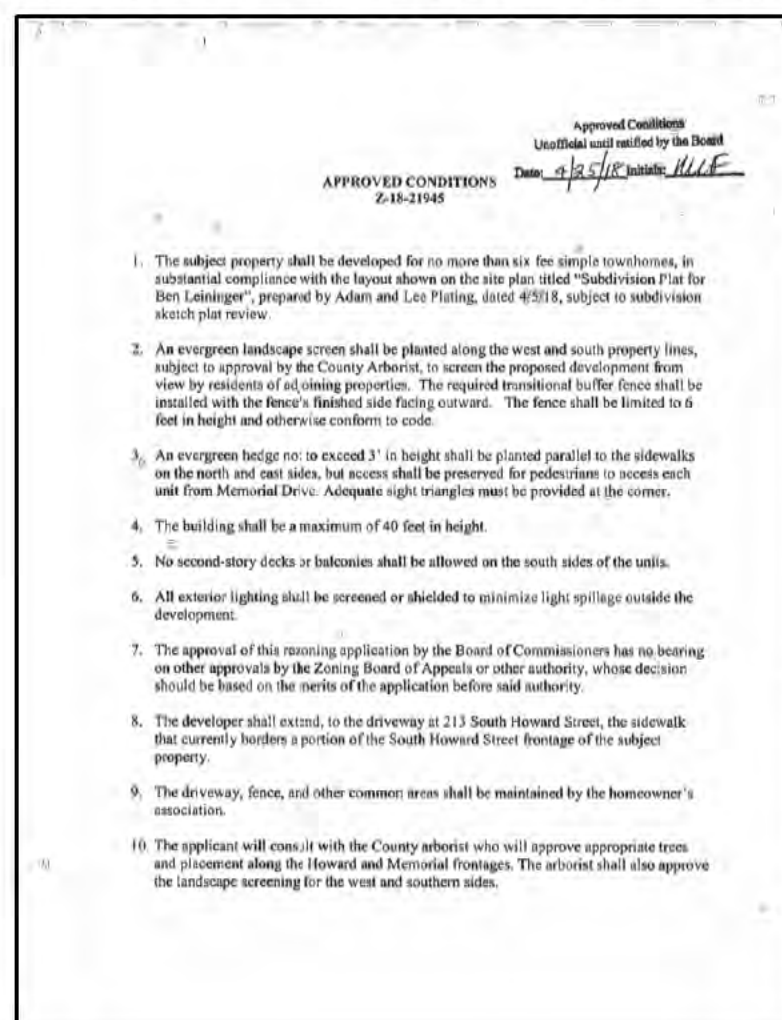 Approved Conditions
Unofficial until ratified by the Board
Date: 4/25/18 Initials:
APPROVED CONDITIONS
Z-18-21945
1. The subject property shall be developed for no more than six fee simple townhomes, in
substantial compliance with the layout shown on the site plan titled "Subdivision Plat for
Ben Leininger", prepared by Adam and Lee Plating, dated 4/5/18, subject to subdivision
sketch plat review.
2. An evergreen landscape screen shall be planted along the west and south property lines,
subject to approval by the County Arborist, to screen the proposed development from
view by residents of adjoining properties. The required transitional buffer fence shall be
installed with the fence's finished side facing outward. The fence shall be limited to 6
feet in height and otherwise conform to code.
3. An evergreen hedge not to exceed 3' in height shall be planted parallel to the sidewalks
on the north and east sides, but access shall be preserved for pedestrians to access each
unit from Memorial Drive. Adequate sight triangles must be provided at the corner.
4. The building shall be a maximum of 40 feet in height.
5. No second-story decks or balconies shall be allowed on the south sides of the units.
6. All exterior lighting shall be screened or shielded to minimize light spillage outside the
development.
7. The approval of this rezoning application by the Board of Commissioners has no bearing
on other approvals by the Zoning Board of Appeals or other authority, whose decision
should be based on the merits of the application before said authority.
8. The developer shall extend, to the driveway at 213 South Howard Street, the sidewalk
that currently borders a portion of the South Howard Street frontage of the subject
property.
9. The driveway, fence, and other common areas shall be maintained by the homeowner's
association.
10. The applicant will consult with the County arborist who will approve appropriate trees
and placement along the Howard and Memorial frontages. The arborist shall also approve
the landscape screening for the west and southern sides.